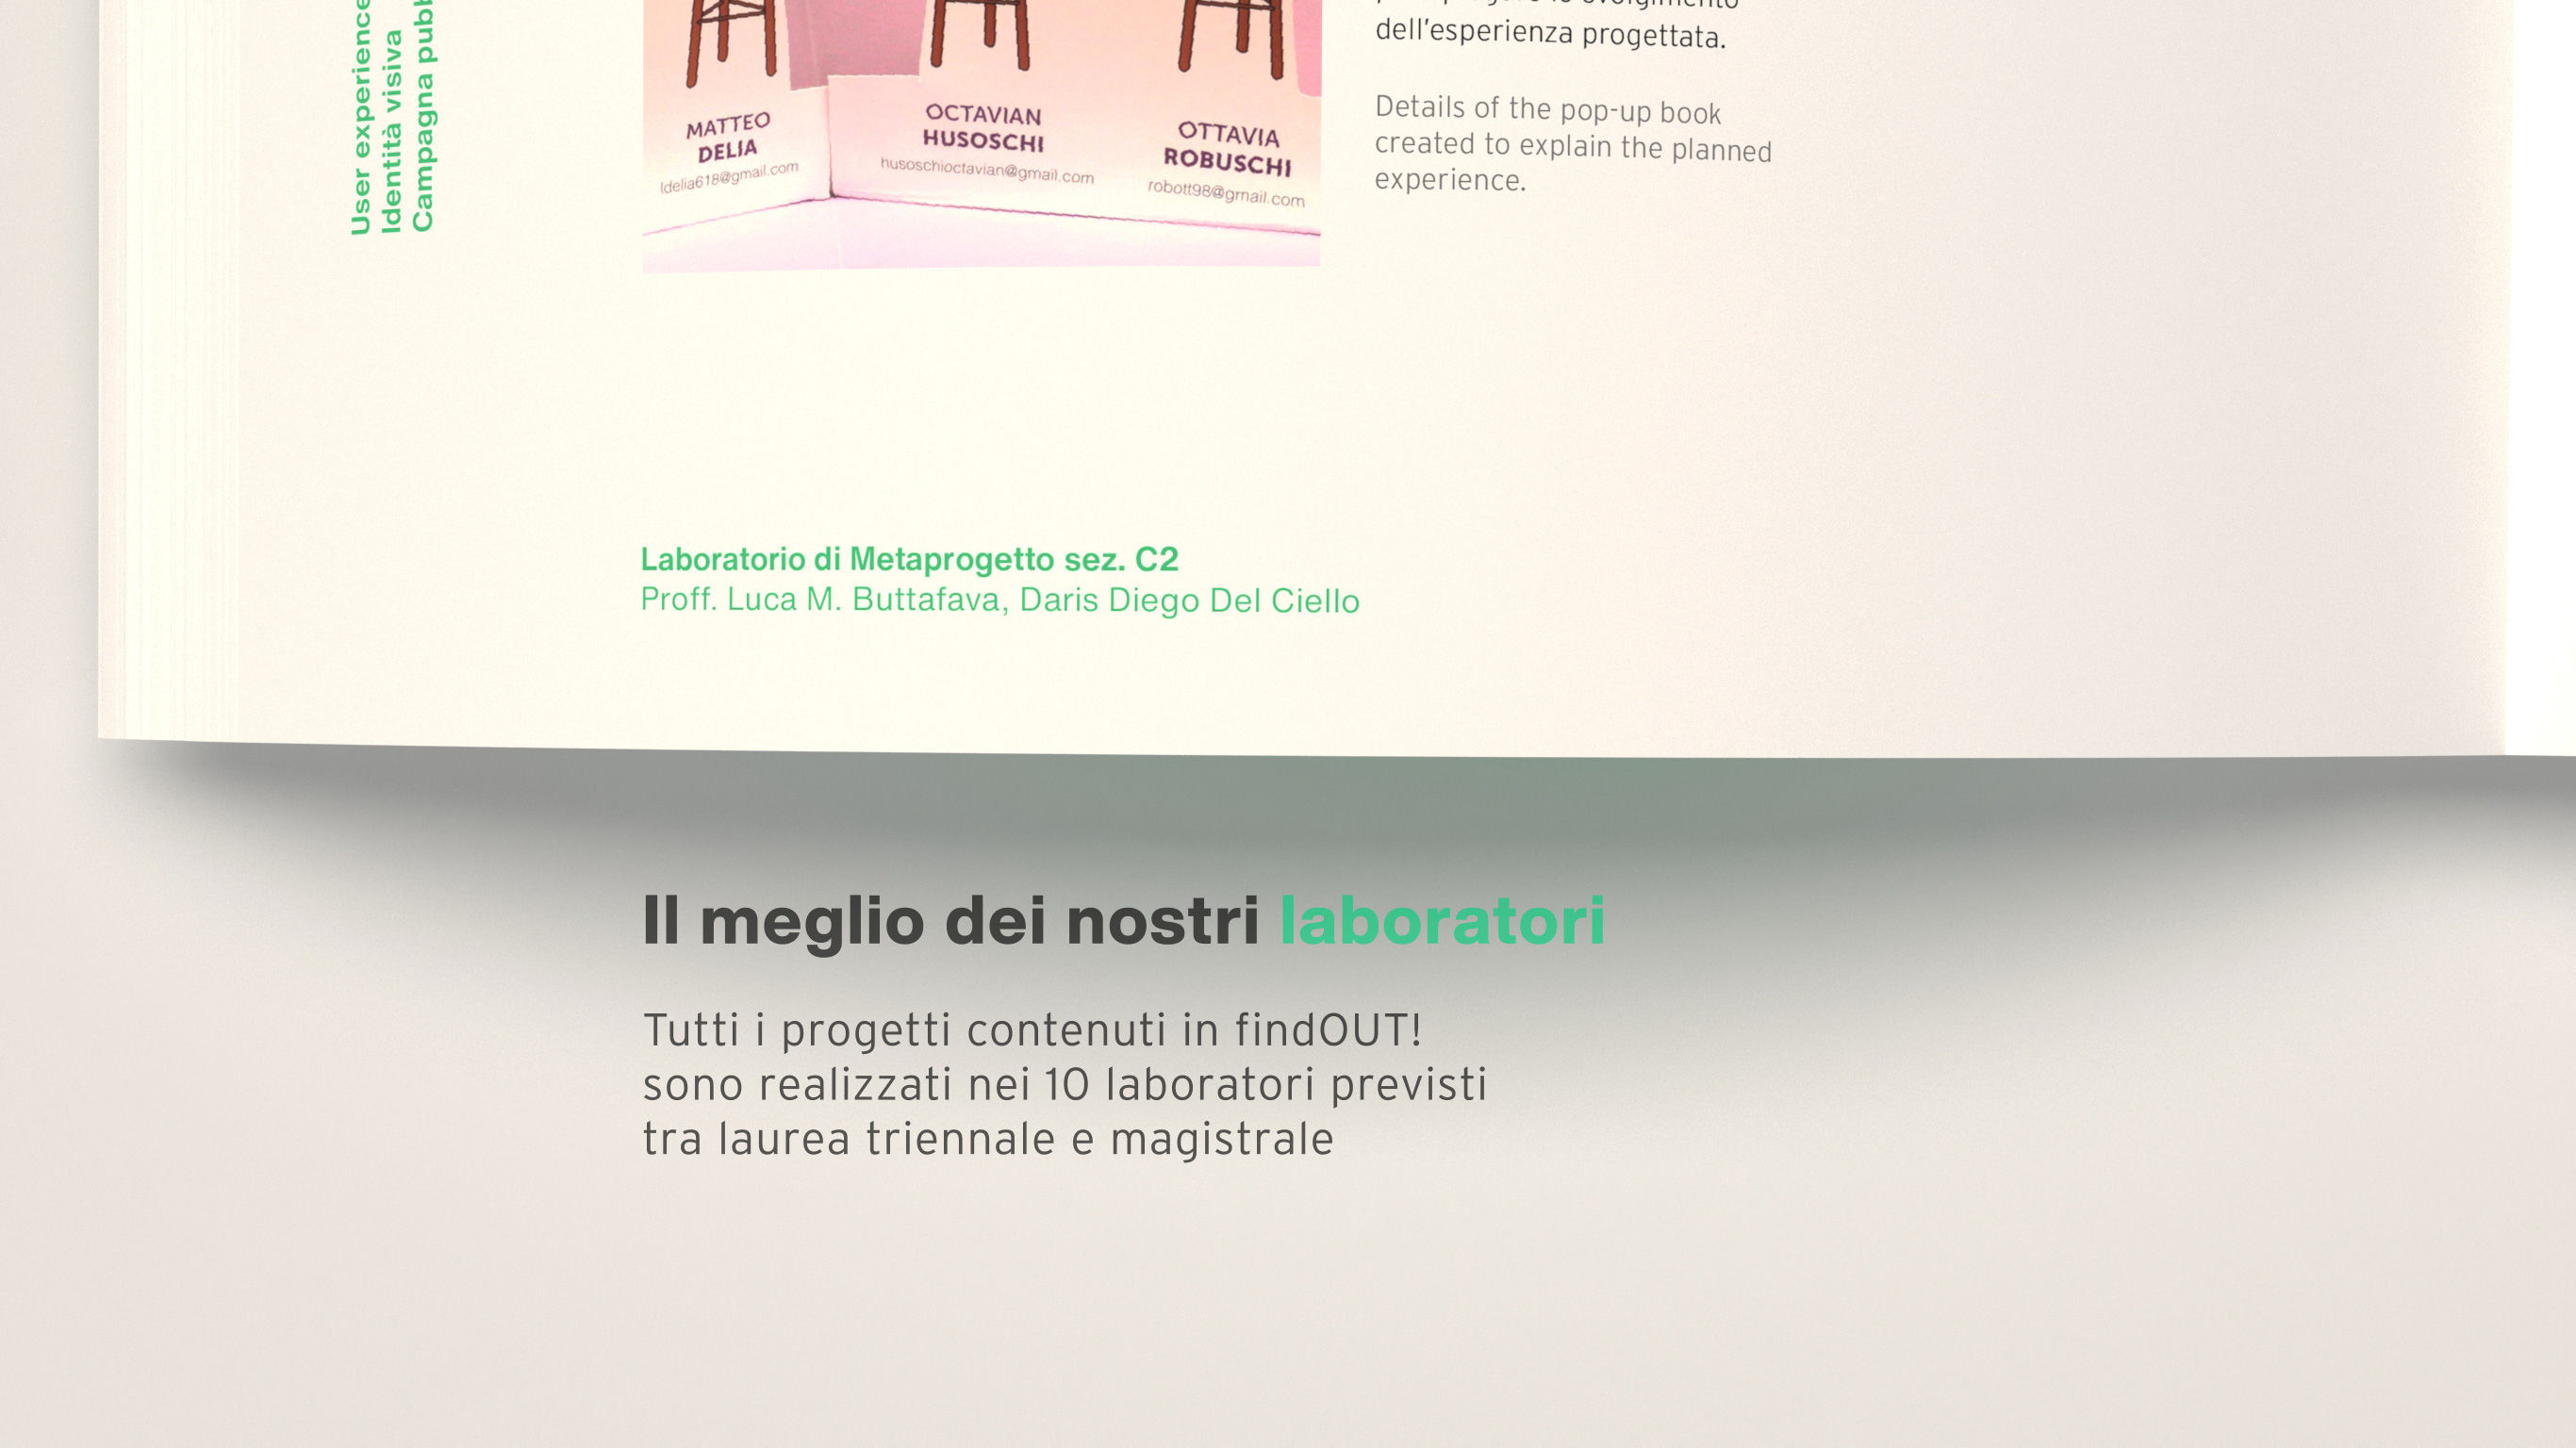 User experience
Identità visiva
Campagna
MATTEO
DELIA
ldelia618@gmail.com
OCTAVIAN
HUSOSCHI
husoschioctavian@gmail.com
OTTAVIA
ROBUSCHI
robott98@gmail.com
svolgimento
dell'esperienza progettata.
Details of the pop-up book
created to explain the planned
experience.
Laboratorio di Metaprogetto sez. C2
Proff. Luca M. Buttafava, Daris Diego Del Ciello
Il meglio dei nostri laboratori
Tutti i progetti contenuti in findOUT!
sono realizzati nei 10 laboratori previsti
tra laurea triennale e magistrale